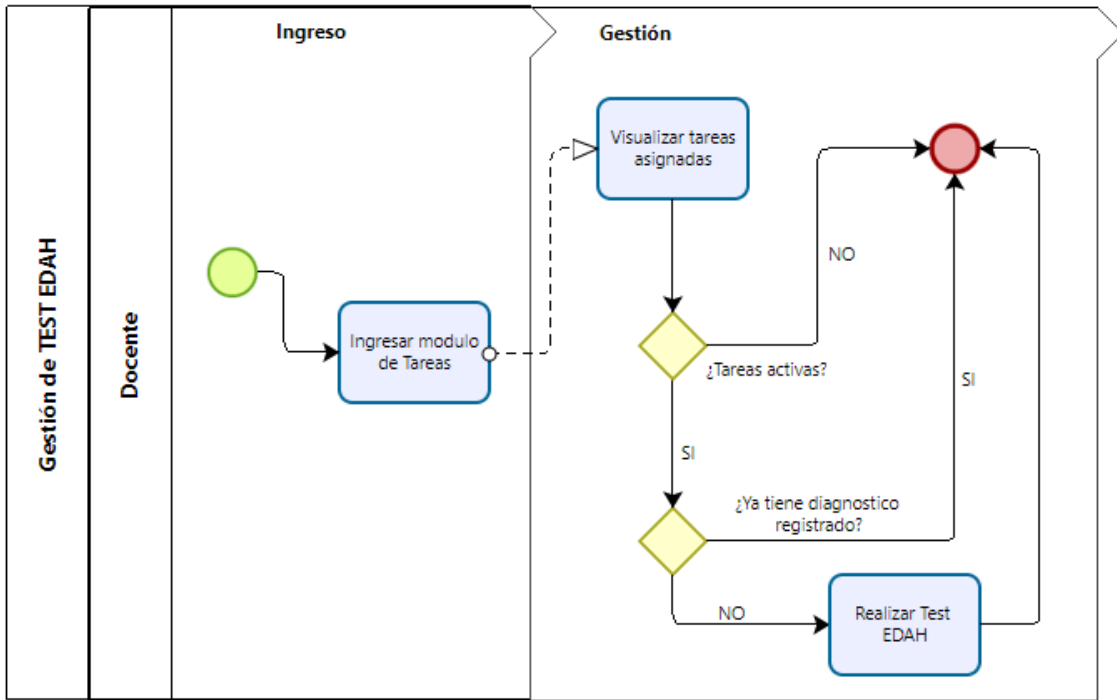 Gestión de TEST EDAH
Docente
Ingreso
Gestión
Visualizar tareas
asignadas
NO
Ingresar modulo
de Tareas
¿Tareas activas?
SI
SI
¿Ya tiene diagnostico
registrado?
NO
Realizar Test
EDAH